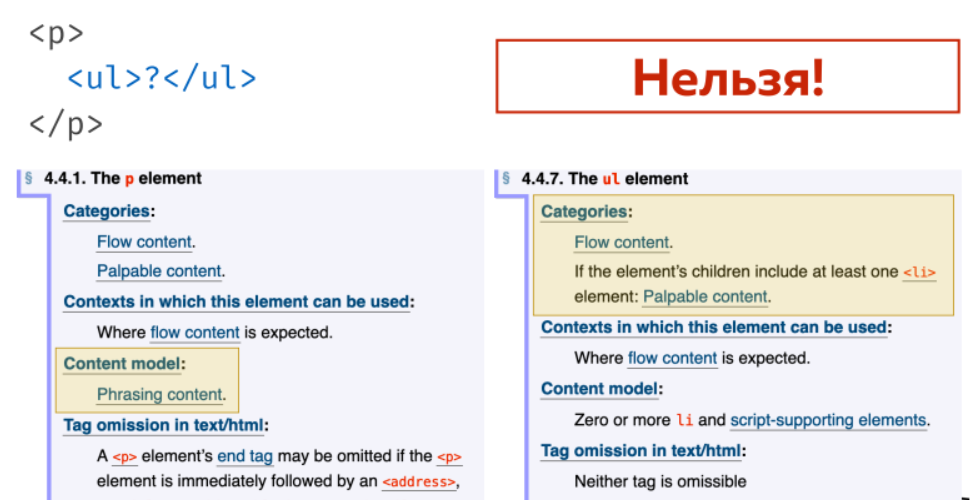 <p>
<ul>?</ul>
</p>
Нельзя!
§ 4.4.1. The p element
Categories:
Flow content.
Palpable content.
Contexts in which this element can be used:
Where flow content is expected.
Content model:
Phrasing content.
Tag omission in text/html:
A <p> element’s end tag may be omitted if the <p>
element is immediately followed by an <address>,
§ 4.4.7. The ul element
Categories:
Flow content.
If the element’s children include at least one <li>
element: Palpable content.
Contexts in which this element can be used:
Where flow content is expected.
Content model:
Zero or more li and script-supporting elements.
Tag omission in text/html:
Neither tag is omissible